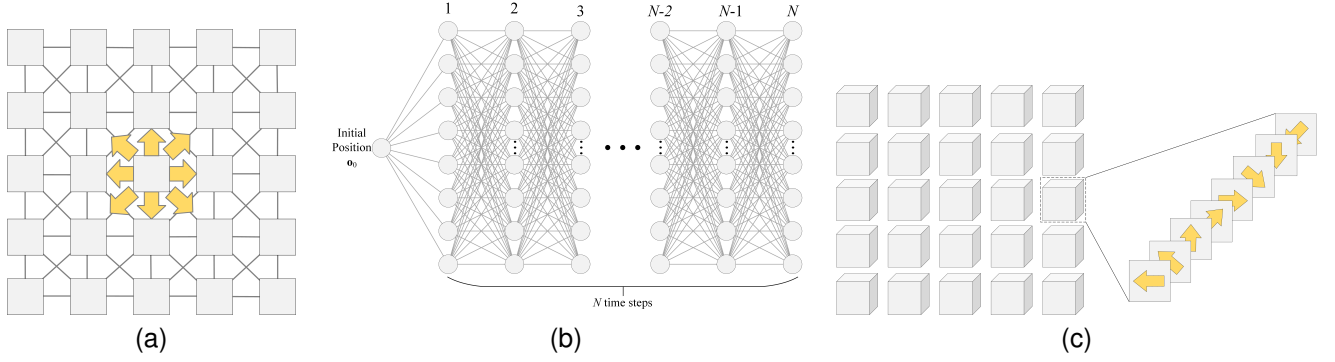 1 2 3 N-2 N-1 N
Initial
Position
o₀
N time steps
(a) (b) (c)